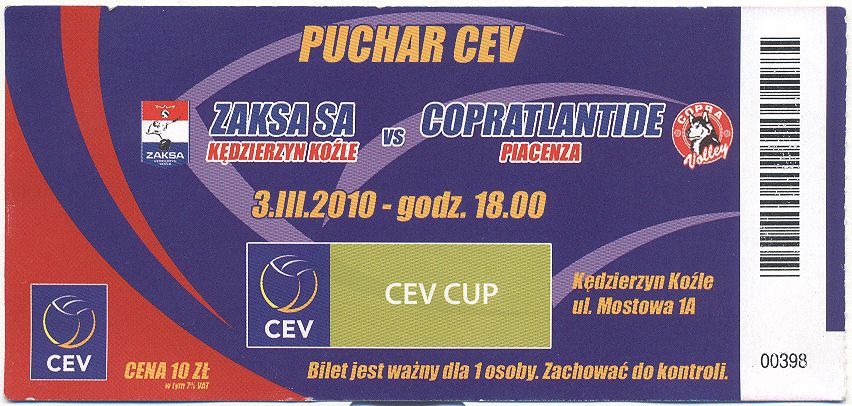 PUCHAR CEV
ZAKSA SA
KĘDZIERZYN KOŹLE
vs
COPRATLANTIDE
PIACENZA
ZAKSA
COPRA
Volley
3.III.2010 - godz. 18.00
CEV
CEV CUP
Kędzierzyn Koźle
ul. Mostowa 1A
CEV
CENA 10 ZŁ
w tym 7% VAT
Bilet jest ważny dla 1 osoby. Zachować do kontroli.
00398